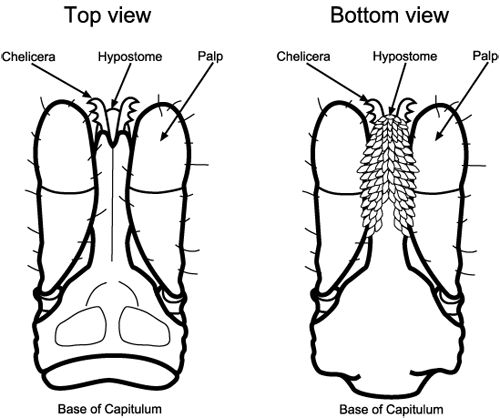 Top view
Chelicera Hypostome Palp
Base of Capitulum
Bottom view
Chelicera Hypostome Palp
Base of Capitulum